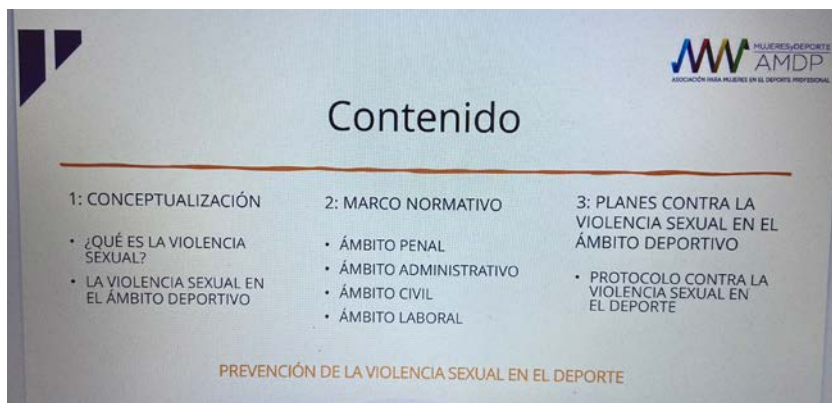 MUJERESyDEPORTE
AMDP
ASOCIACIÓN PARA MUJERES EN EL DEPORTE PROFESIONAL
Contenido
1: CONCEPTUALIZACIÓN
• ¿QUÉ ES LA VIOLENCIA
SEXUAL?
• LA VIOLENCIA SEXUAL EN
EL ÁMBITO DEPORTIVO
2: MARCO NORMATIVO
• ÁMBITO PENAL
• ÁMBITO ADMINISTRATIVO
• ÁMBITO CIVIL
• ÁMBITO LABORAL
3: PLANES CONTRA LA
VIOLENCIA SEXUAL EN EL
ÁMBITO DEPORTIVO
• PROTOCOLO CONTRA LA
VIOLENCIA SEXUAL EN
EL DEPORTE
PREVENCIÓN DE LA VIOLENCIA SEXUAL EN EL DEPORTE